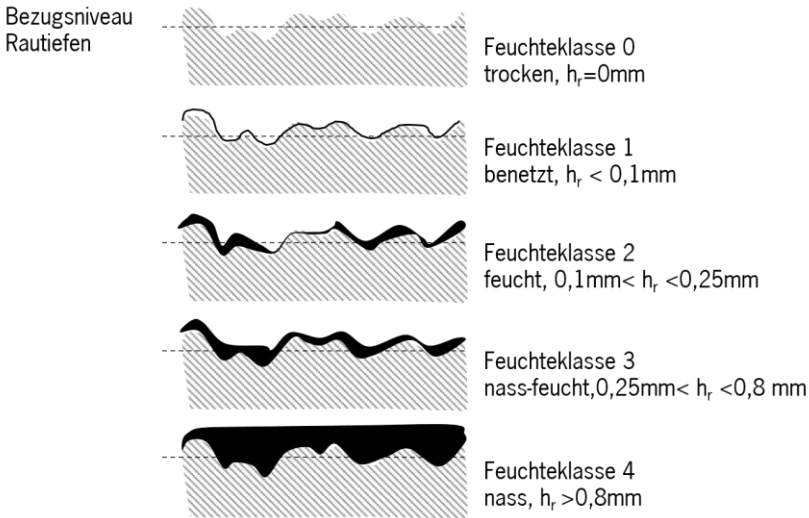 Bezugsniveau
Rautiefen
Feuchteklasse 0
trocken, hr=0mm
Feuchteklasse 1
benetzt, hr < 0,1mm
Feuchteklasse 2
feucht, 0,1mm< hr <0,25mm
Feuchteklasse 3
nass-feucht,0,25mm< hr <0,8 mm
Feuchteklasse 4
nass, hr >0,8mm